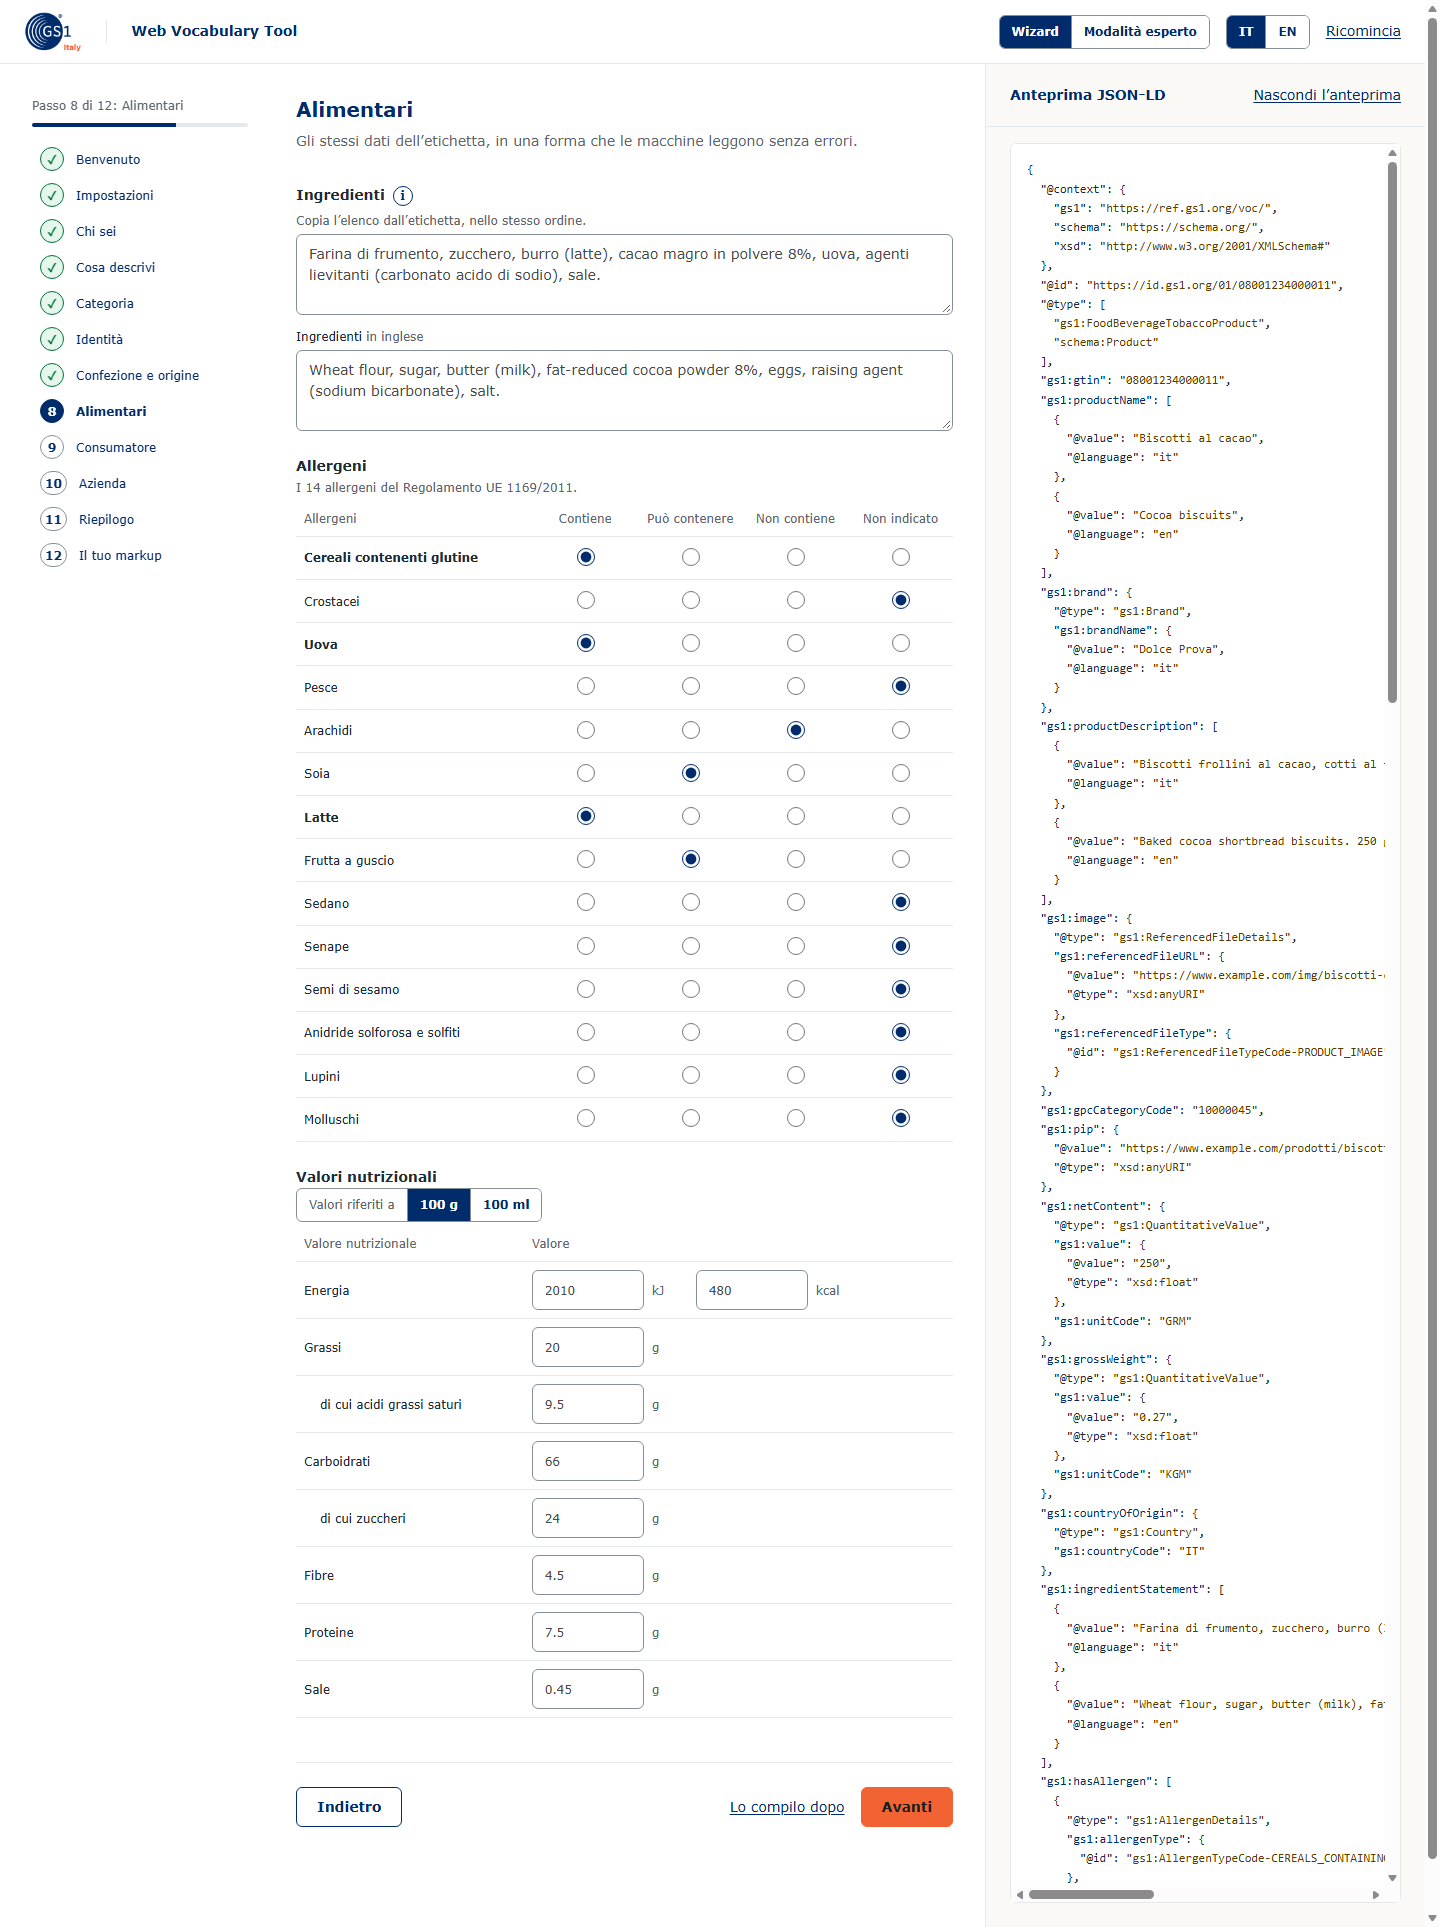 GS1
Italy
Web Vocabulary Tool
Wizard
Modalità esperto
IT
EN
Ricomincia
Passo 8 di 12: Alimentari
Benvenuto
Impostazioni
Chi sei
Cosa descrivi
Categoria
Identità
Confezione e origine
8 Alimentari
9 Consumatore
10 Azienda
11 Riepilogo
12 Il tuo markup
Alimentari
Gli stessi dati dell’etichetta, in una forma che le macchine leggono senza errori.
Ingredienti i
Copia l’elenco dall’etichetta, nello stesso ordine.
Farina di frumento, zucchero, burro (latte), cacao magro in polvere 8%, uova, agenti
lievitanti (carbonato acido di sodio), sale.
Ingredienti in inglese
Wheat flour, sugar, butter (milk), fat-reduced cocoa powder 8%, eggs, raising agent
(sodium bicarbonate), salt.
Allergeni
I 14 allergeni del Regolamento UE 1169/2011.
Allergeni Contiene Può contenere Non contiene Non indicato
Cereali contenenti glutine
Crostacei
Uova
Pesce
Arachidi
Soia
Latte
Frutta a guscio
Sedano
Senape
Semi di sesamo
Anidride solforosa e solfiti
Lupini
Molluschi
Valori nutrizionali
Valori riferiti a 100 g 100 ml
Valore nutrizionale Valore
Energia 2010 kJ 480 kcal
Grassi 20 g
di cui acidi grassi saturi 9.5 g
Carboidrati 66 g
di cui zuccheri 24 g
Fibre 4.5 g
Proteine 7.5 g
Sale 0.45 g
Indietro
Lo compilo dopo
Avanti
Anteprima JSON-LD
Nascondi l’anteprima
{
"@context": {
"gs1": "https://ref.gs1.org/voc/",
"schema": "https://schema.org/",
"xsd": "http://www.w3.org/2001/XMLSchema#"
},
"@id": "https://id.gs1.org/01/08001234000011",
"@type": [
"gs1:FoodBeverageTobaccoProduct",
"schema:Product"
],
"gs1:gtin": "08001234000011",
"gs1:productName": [
{
"@value": "Biscotti al cacao",
"@language": "it"
},
{
"@value": "Cocoa biscuits",
"@language": "en"
}
],
"gs1:brand": {
"@type": "gs1:Brand",
"gs1:brandName": {
"@value": "Dolce Prova",
"@language": "it"
}
},
"gs1:productDescription": [
{
"@value": "Biscotti frollini al cacao, cotti al
"@language": "it"
},
{
"@value": "Baked cocoa shortbread biscuits. 250
"@language": "en"
}
],
"gs1:image": {
"@type": "gs1:ReferencedFileDetails",
"gs1:referencedFileURL": {
"@value": "https://www.example.com/img/biscotti-
"@type": "xsd:anyURI"
},
"gs1:referencedFileType": {
"@id": "gs1:ReferencedFileTypeCode-PRODUCT_IMAGE"
}
},
"gs1:gpcCategoryCode": "10000045",
"gs1:pip": {
"@value": "https://www.example.com/prodotti/biscott
"@type": "xsd:anyURI"
},
"gs1:netContent": {
"@type": "gs1:QuantitativeValue",
"gs1:value": {
"@value": "250",
"@type": "xsd:float"
},
"gs1:unitCode": "GRM"
},
"gs1:grossWeight": {
"@type": "gs1:QuantitativeValue",
"gs1:value": {
"@value": "0.27",
"@type": "xsd:float"
},
"gs1:unitCode": "KGM"
},
"gs1:countryOfOrigin": {
"@type": "gs1:Country",
"gs1:countryCode": "IT"
},
"gs1:ingredientStatement": [
{
"@value": "Farina di frumento, zucchero, burro (
"@language": "it"
},
{
"@value": "Wheat flour, sugar, butter (milk), fa
"@language": "en"
}
],
"gs1:hasAllergen": [
{
"@type": "gs1:AllergenDetails",
"gs1:allergenType": {
"@id": "gs1:AllergenTypeCode-CEREALS_CONTAINING
},